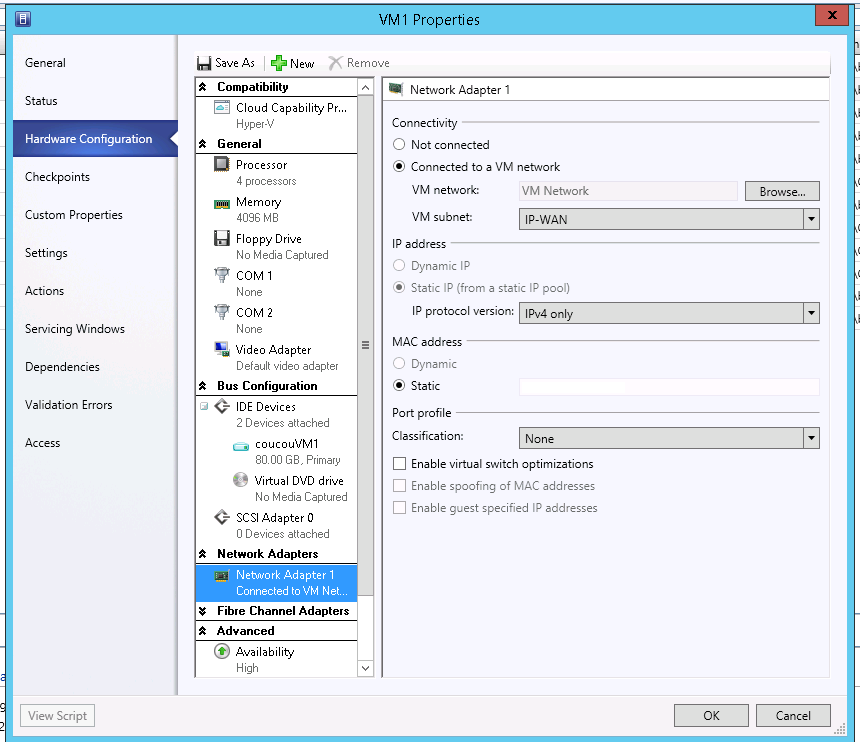 VM1 Properties
General
Status
Hardware Configuration
Checkpoints
Custom Properties
Settings
Actions
Servicing Windows
Dependencies
Validation Errors
Access
Save As
New
Remove
Compatibility
Cloud Capability Pr...
Hyper-V
General
Processor
4 processors
Memory
4096 MB
Floppy Drive
No Media Captured
COM 1
None
COM 2
None
Video Adapter
Default video adapter
Bus Configuration
IDE Devices
2 Devices attached
coucouVM1
80.00 GB, Primary
Virtual DVD drive
No Media Captured
SCSI Adapter 0
0 Devices attached
Network Adapters
Network Adapter 1
Connected to VM Net...
Fibre Channel Adapters
Advanced
Availability
High
Network Adapter 1
Connectivity
Not connected
Connected to a VM network
VM network:
VM Network
Browse...
VM subnet:
IP-WAN
IP address
Dynamic IP
Static IP (from a static IP pool)
IP protocol version:
IPv4 only
MAC address
Dynamic
Static
Port profile
Classification:
None
Enable virtual switch optimizations
Enable spoofing of MAC addresses
Enable guest specified IP addresses
View Script
OK
Cancel